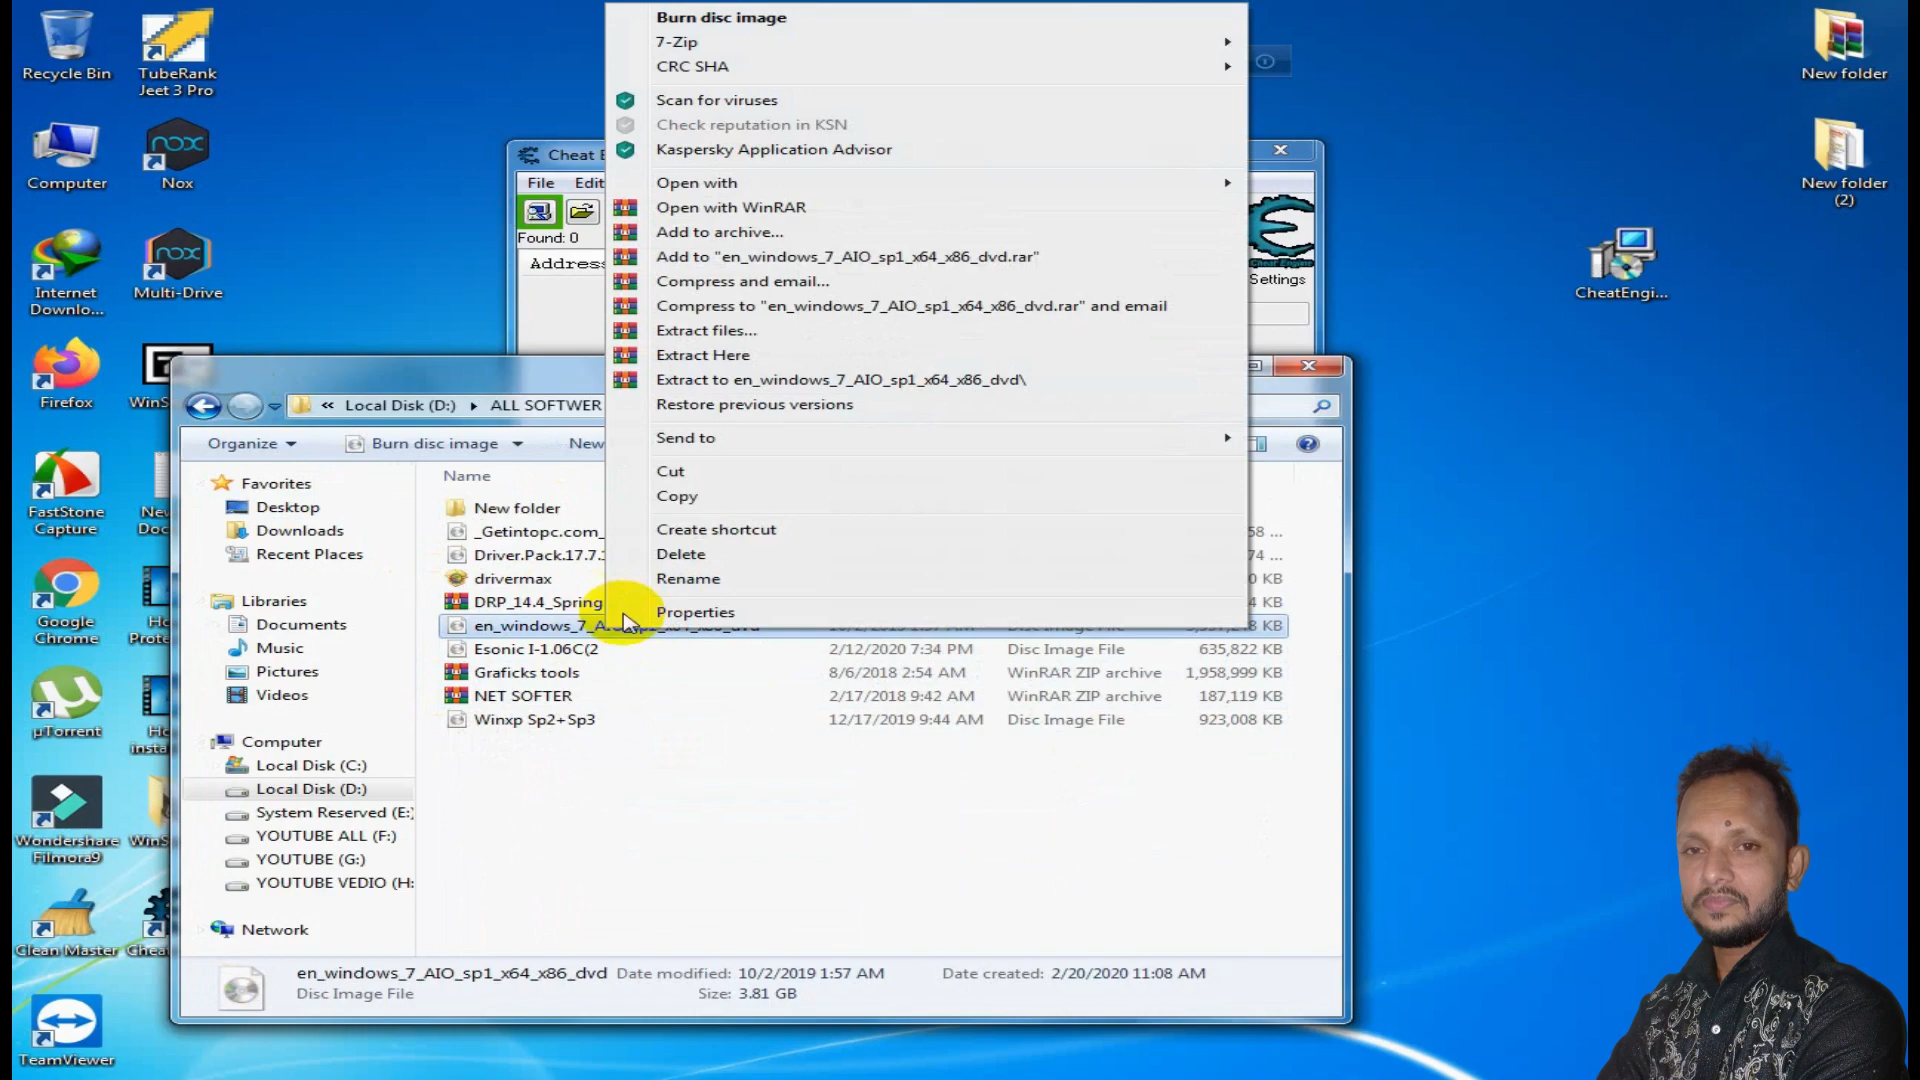 Recycle Bin
TubeRank
Jeet 3 Pro
Computer
Nox
Internet
Downlo...
Multi-Drive
Firefox
WinS
FastStone
Capture
Google
Chrome
µTorrent
Wondershare
Filmora9
WinS
Clean Master
Cheat
TeamViewer
New folder
New folder
(2)
CheatEngi...
Cheat E
File
Edit
Found: 0
Address
Cheat Engine
Settings
Burn disc image
7-Zip
CRC SHA
Scan for viruses
Check reputation in KSN
Kaspersky Application Advisor
Open with
Open with WinRAR
Add to archive...
Add to "en_windows_7_AIO_sp1_x64_x86_dvd.rar"
Compress and email...
Compress to "en_windows_7_AIO_sp1_x64_x86_dvd.rar" and email
Extract files...
Extract Here
Extract to en_windows_7_AIO_sp1_x64_x86_dvd\
Restore previous versions
Send to
Cut
Copy
Create shortcut
Delete
Rename
Properties
« Local Disk (D:) ▸ ALL SOFTWER
Organize
Burn disc image
New
Favorites
Desktop
Downloads
Recent Places
Libraries
Documents
Music
Pictures
Videos
Computer
Local Disk (C:)
Local Disk (D:)
System Reserved (E:)
YOUTUBE ALL (F:)
YOUTUBE (G:)
YOUTUBE VEDIO (H:
Network
Name
New folder
_Getintopc.com_
58 ...
Driver.Pack.17.7.
74 ...
drivermax
0 KB
DRP_14.4_Spring
4 KB
en_windows_7_AIO_sp1_x64_x86_dvd
KB
Esonic I-1.06C(2 2/12/2020 7:34 PM Disc Image File 635,822 KB
Graficks tools 8/6/2018 2:54 AM WinRAR ZIP archive 1,958,999 KB
NET SOFTER 2/17/2018 9:42 AM WinRAR ZIP archive 187,119 KB
Winxp Sp2+Sp3 12/17/2019 9:44 AM Disc Image File 923,008 KB
en_windows_7_AIO_sp1_x64_x86_dvd Date modified: 10/2/2019 1:57 AM Date created: 2/20/2020 11:08 AM
Disc Image File Size: 3.81 GB